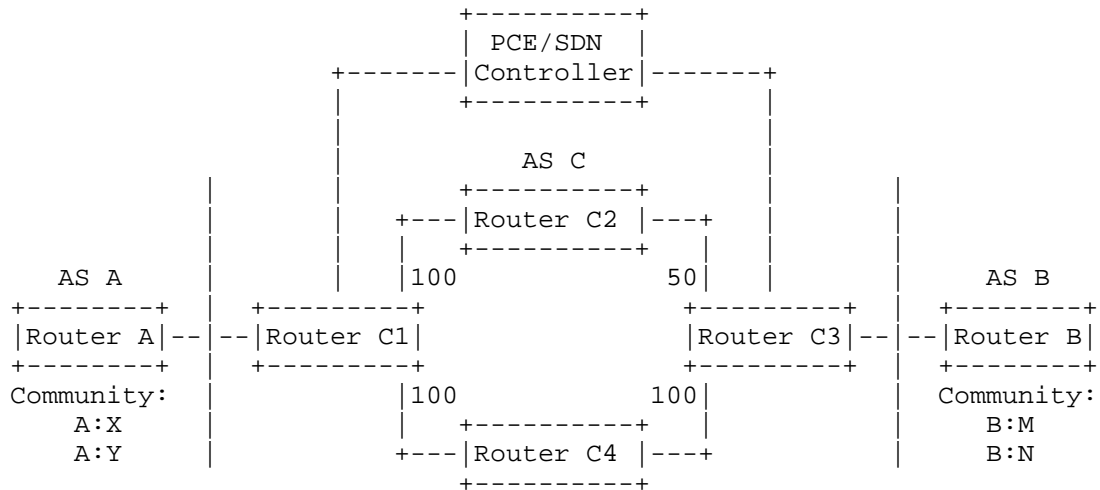 PCE/SDN
Controller
AS C
Router C2
100 50
AS A AS B
Router A Router C1 Router C3 Router B
Community: 100 100 Community:
A:X B:M
A:Y Router C4 B:N